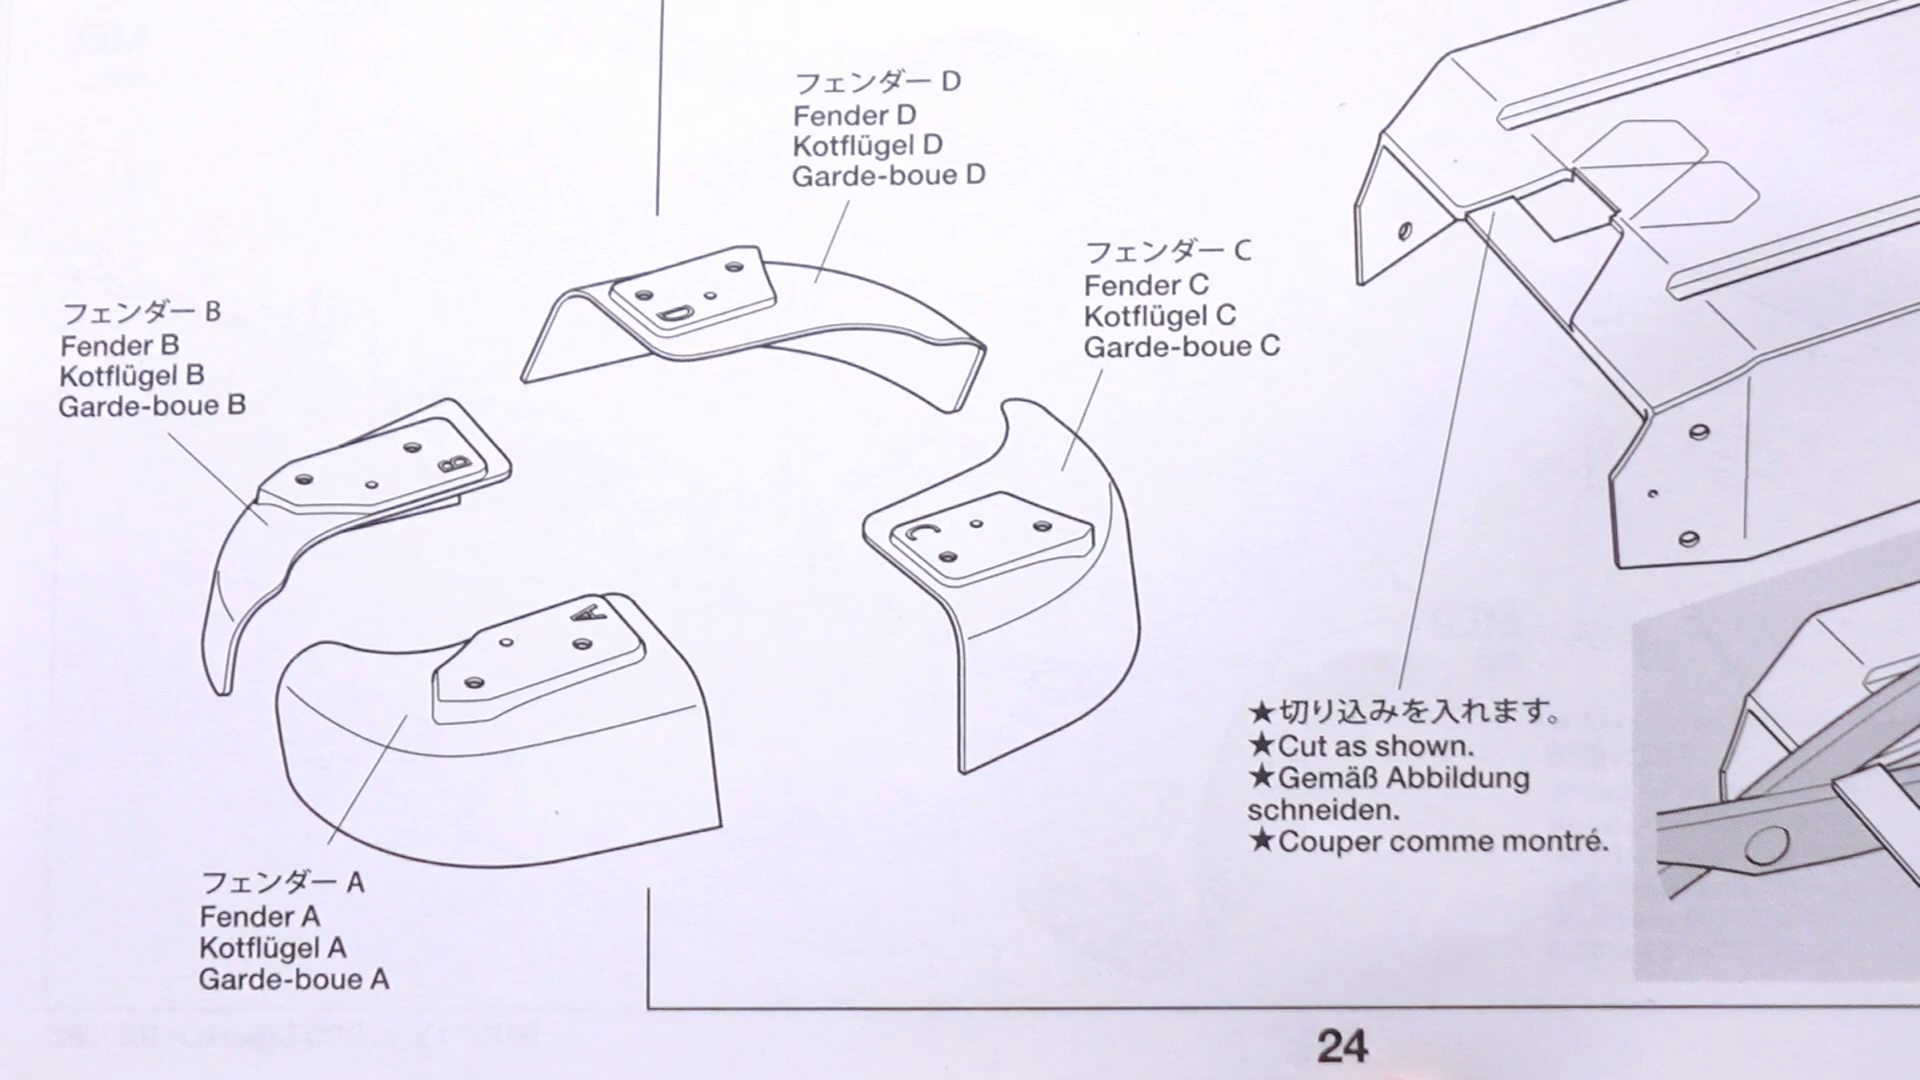 フェンダー D
Fender D
Kotflügel D
Garde-boue D
フェンダー C
Fender C
Kotflügel C
Garde-boue C
フェンダー B
Fender B
Kotflügel B
Garde-boue B
D
B
C
A
フェンダー A
Fender A
Kotflügel A
Garde-boue A
★切り込みを入れます。
★Cut as shown.
★Gemäß Abbildung
schneiden.
★Couper comme montré.
24